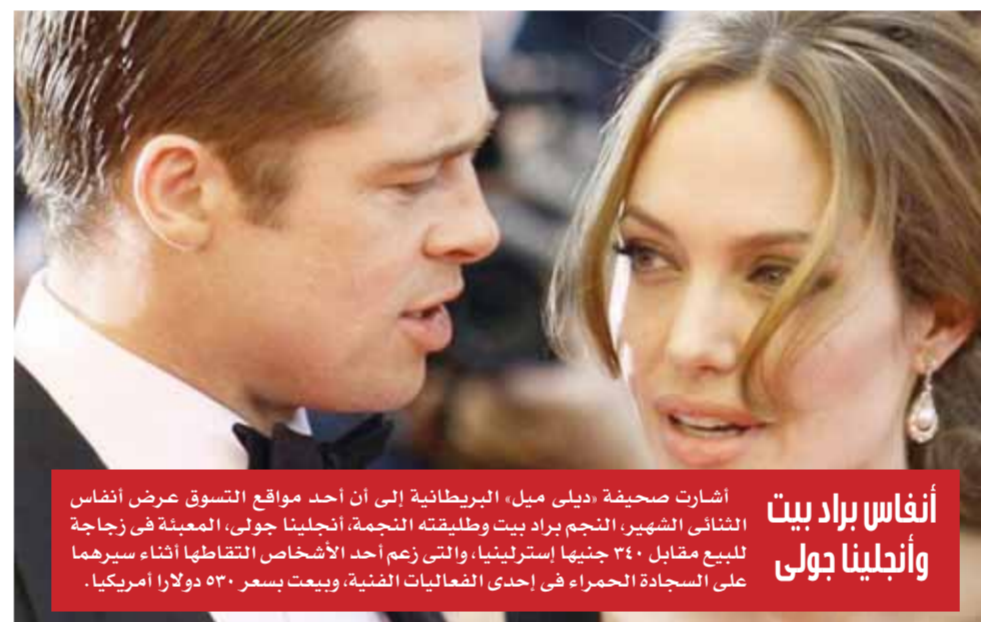 أنفاس براد بيت
وأنجلينا جولى
أشارت صحيفة «ديلى ميل» البريطانية إلى أن أحد مواقع التسوق عرض أنفاس
الثنائى الشهير، النجم براد بيت وطليقته النجمة، أنجلينا جولى، المعبئة فى زجاجة
للبيع مقابل ٣٤٠ جنيها إسترلينيا، والتى زعم أحد الأشخاص التقاطها أثناء سيرهما
على السجادة الحمراء فى إحدى الفعاليات الفنية، وبيعت بسعر ٥٣٠ دولارا أمريكيا.